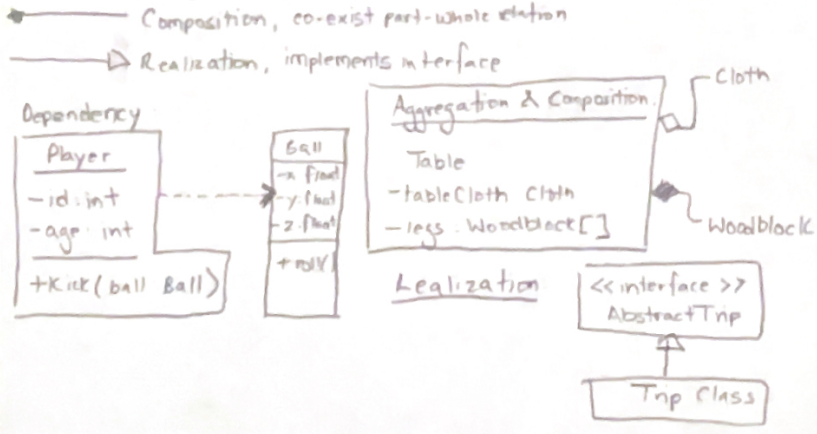 Composition, co-exist part-whole relation
Realization, implements interface
Dependency
Player
-id: int
-age: int
+Kick(ball Ball)
Ball
-x float
-y: float
-z: float
+roll()
Aggregation & Composition
Table
-tableCloth Cloth
-legs: Woodblock[]
Cloth
Woodblock
Lealization
<<interface>>
AbstractTrip
Trip Class